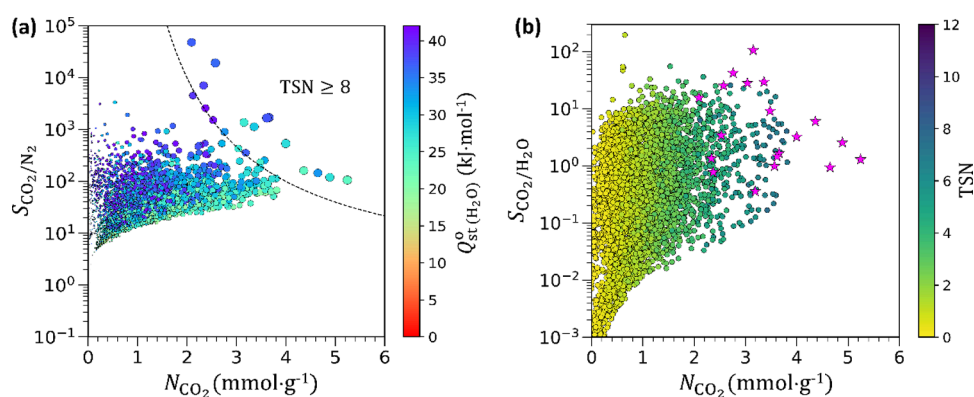 (a)
10^5
10^4
10^3
10^2
10^1
10^0
10^-1
S_CO2/N2
TSN ≥ 8
0 1 2 3 4 5 6
N_CO2 (mmol·g^-1)
40
35
30
25
20
15
10
5
0
Q^o_st (H2O) (kJ·mol^-1)
(b)
10^2
10^1
10^0
10^-1
10^-2
10^-3
S_CO2/H2O
0 1 2 3 4 5 6
N_CO2 (mmol·g^-1)
12
10
8
6
4
2
0
TSN